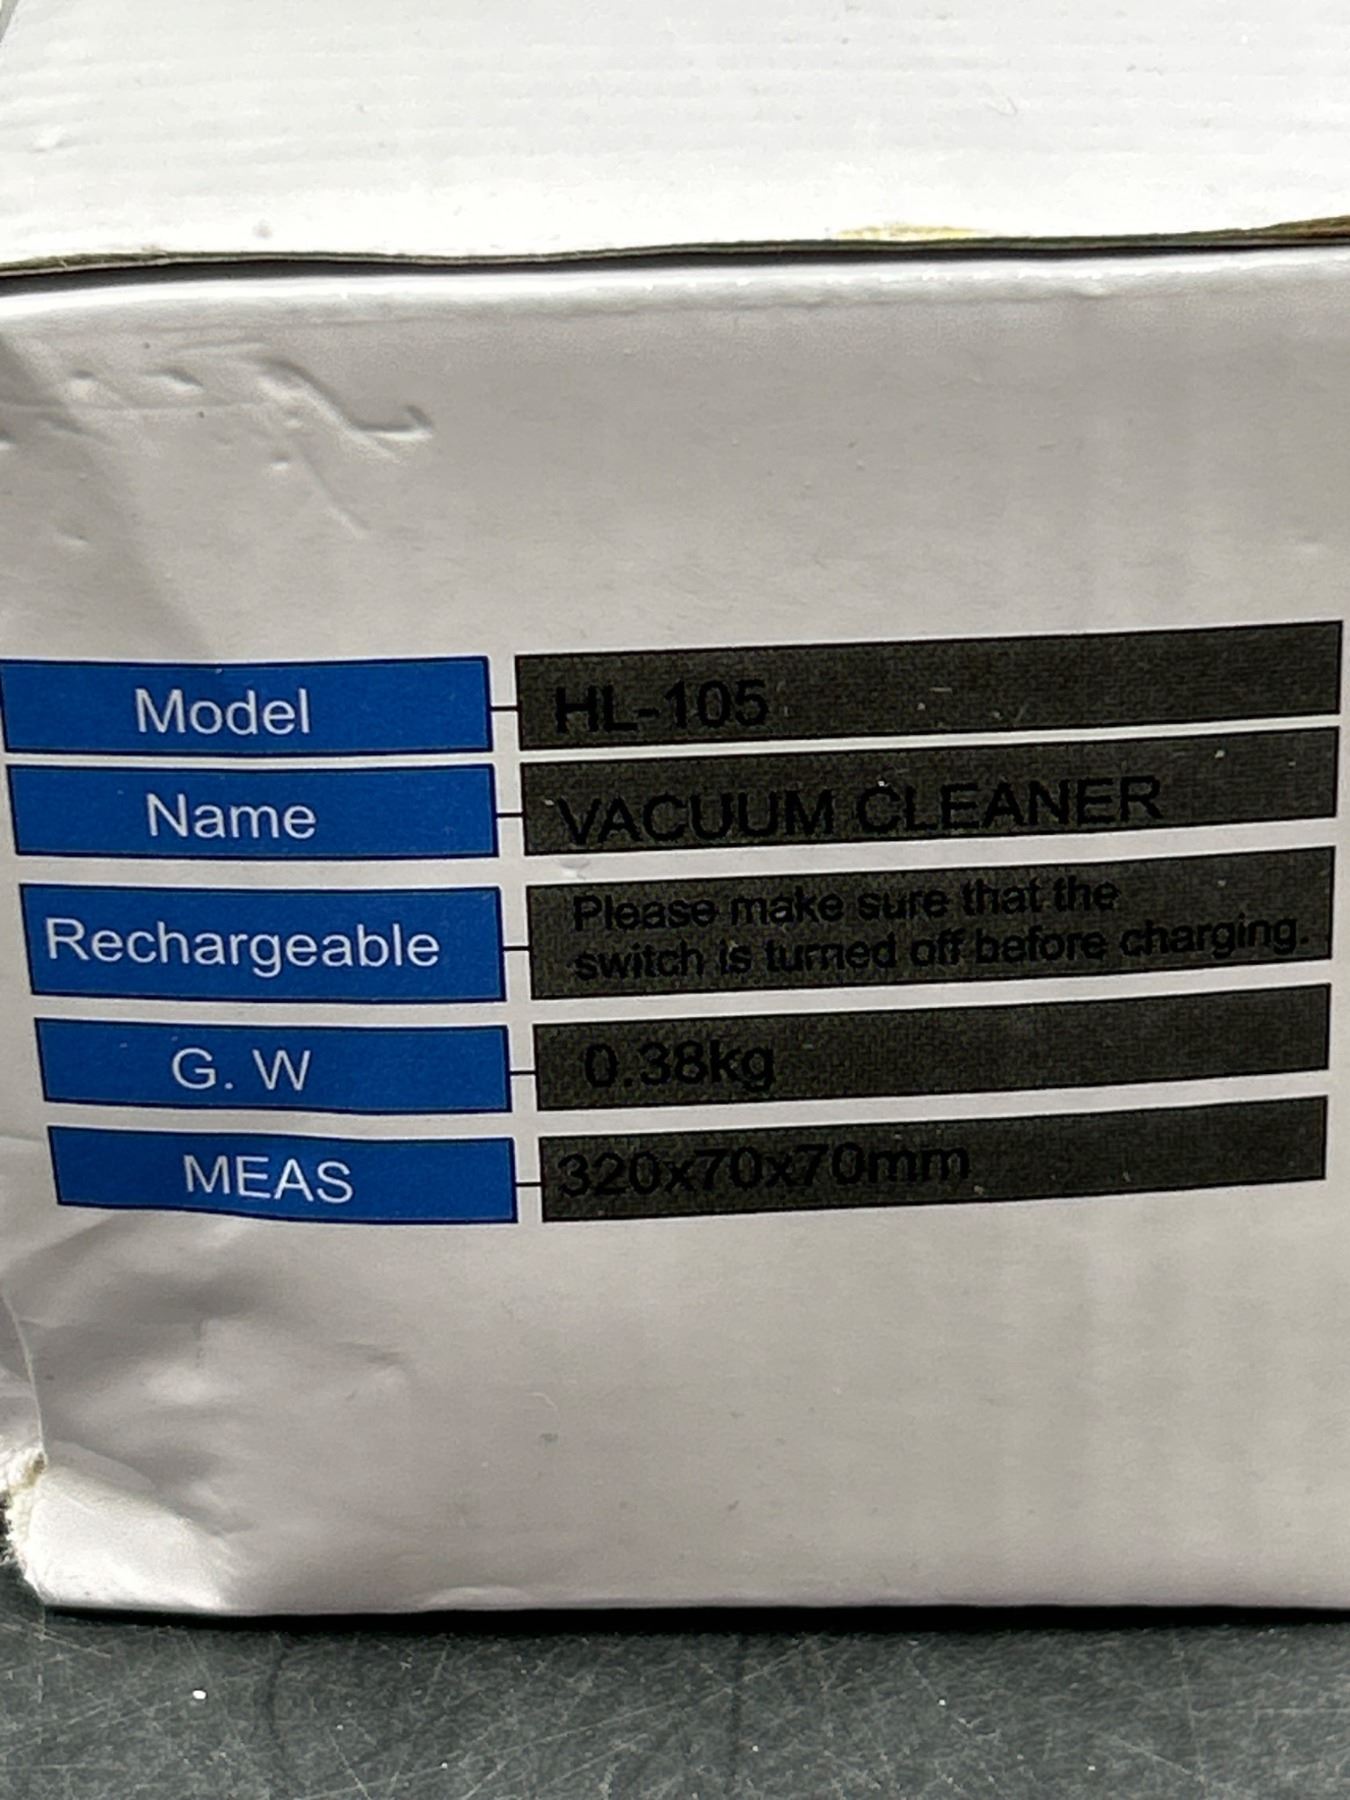 Model HL-105
Name VACUUM CLEANER
Rechargeable Please make sure that the
switch is turned off before charging.
G. W 0.38kg
MEAS 320x70x70mm